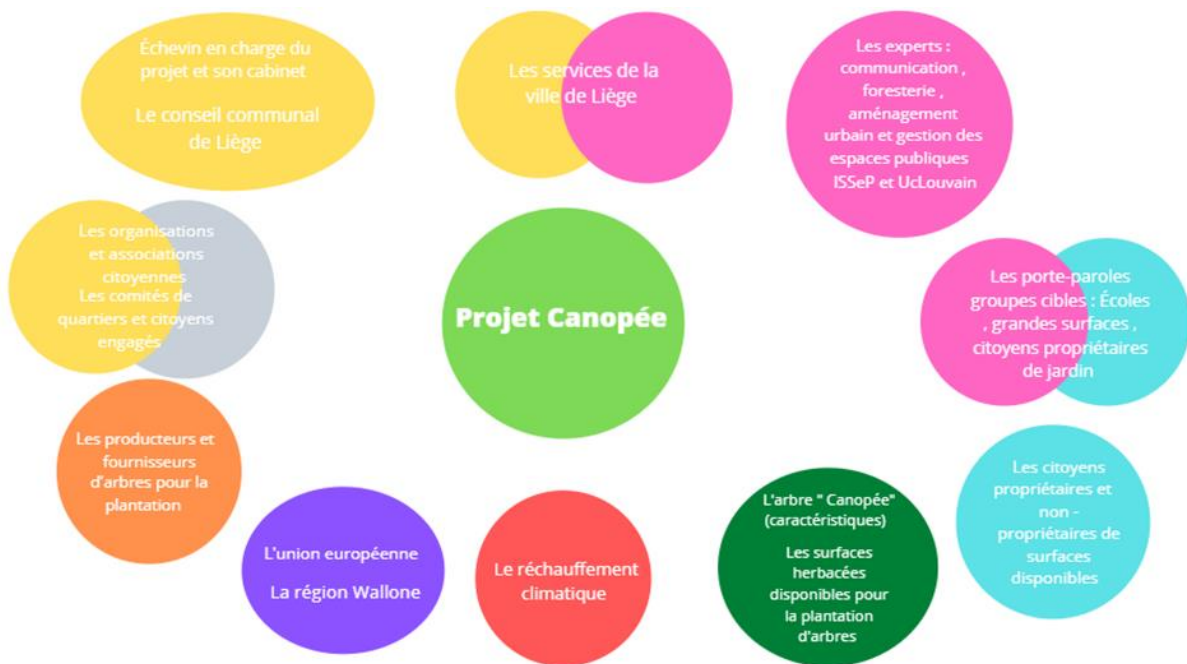 Échevin en charge du
projet et son cabinet
Le conseil communal
de Liège
Les services de la
ville de Liège
Les experts :
communication ,
foresterie ,
aménagement
urbain et gestion des
espaces publiques
ISSeP et UcLouvain
Les organisations
et associations
citoyennes
Les comités de
quartiers et citoyens
engagés
Projet Canopée
Les porte-paroles
groupes cibles : Écoles
, grandes surfaces ,
citoyens propriétaires
de jardin
Les producteurs et
fournisseurs
d'arbres pour la
plantation
L'union européenne
La région Wallone
Le réchauffement
climatique
L'arbre " Canopée"
(caractéristiques)
Les surfaces
herbacées
disponibles pour
la plantation
d'arbres
Les citoyens
propriétaires et
non -
propriétaires de
surfaces
disponibles